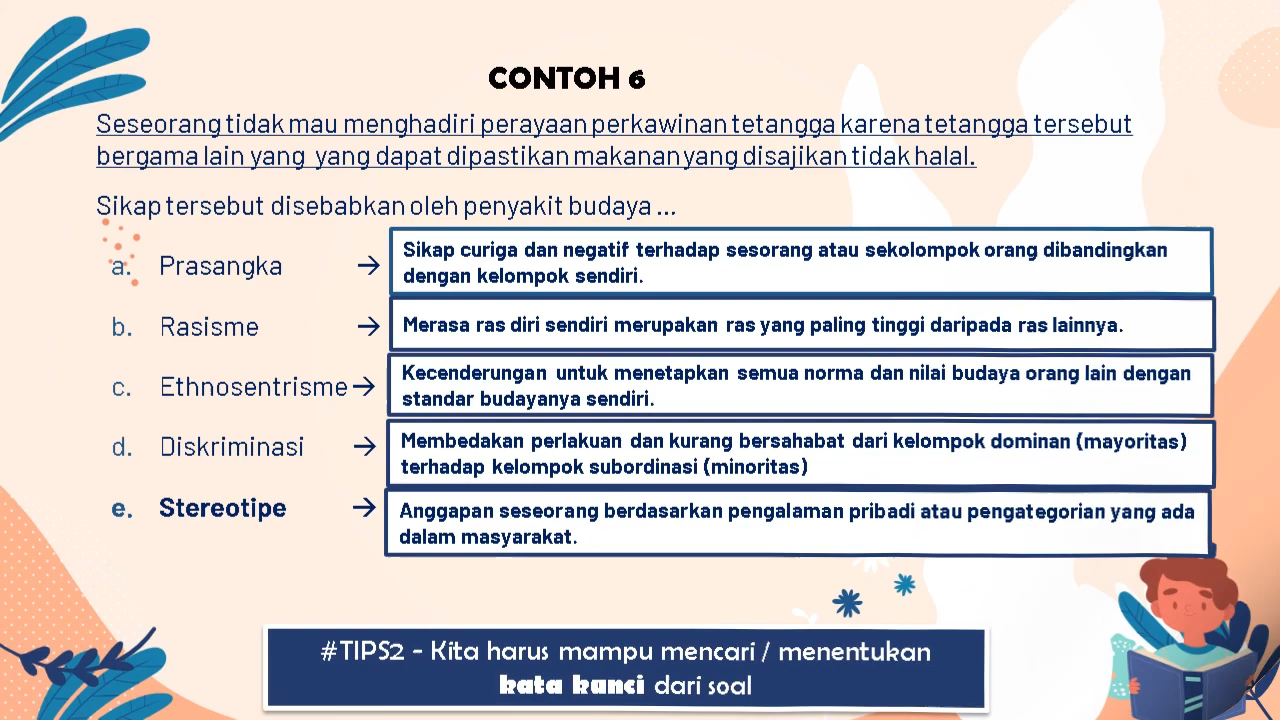 CONTOH 6
Seseorang tidak mau menghadiri perayaan perkawinan tetangga karena tetangga tersebut
bergama lain yang yang dapat dipastikan makanan yang disajikan tidak halal.
Sikap tersebut disebabkan oleh penyakit budaya ...
a. Prasangka →
Sikap curiga dan negatif terhadap sesorang atau sekolompok orang dibandingkan
dengan kelompok sendiri.
b. Rasisme → Merasa ras diri sendiri merupakan ras yang paling tinggi daripada ras lainnya.
c. Ethnosentrisme →
Kecenderungan untuk menetapkan semua norma dan nilai budaya orang lain dengan
standar budayanya sendiri.
d. Diskriminasi →
Membedakan perlakuan dan kurang bersahabat dari kelompok dominan (mayoritas)
terhadap kelompok subordinasi (minoritas)
e. Stereotipe →
Anggapan seseorang berdasarkan pengalaman pribadi atau pengategorian yang ada
dalam masyarakat.
#TIPS2 - Kita harus mampu mencari / menentukan
kata kunci dari soal